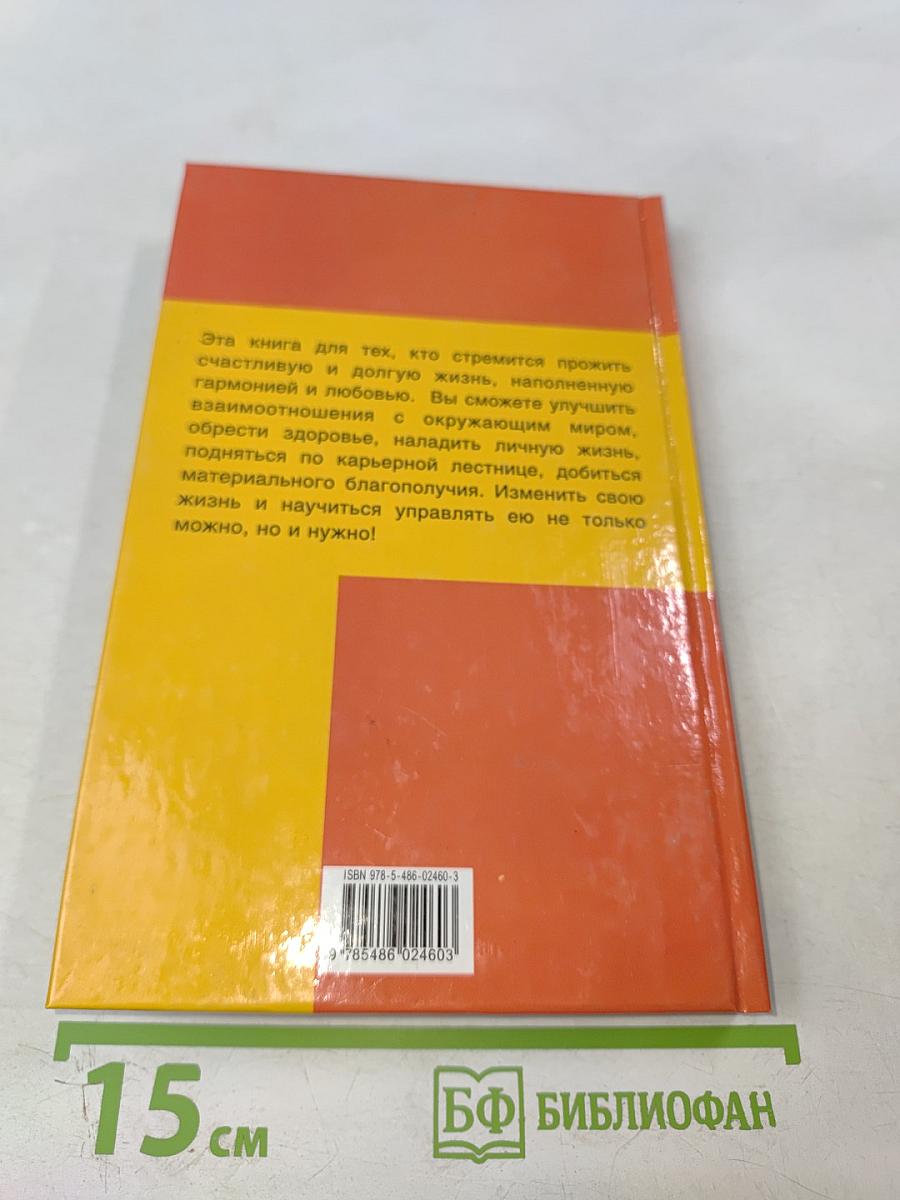 Эта книга для тех, кто стремится прожить
счастливую и долгую жизнь, наполненную
гармонией и любовью. Вы сможете улучшить
взаимоотношения с окружающим миром,
обрести здоровье, наладить личную жизнь,
подняться по карьерной лестнице, добиться
материального благополучия. Изменить свою
жизнь и научиться управлять ею не только
можно, но и нужно!
ISBN 978-5-486-02460-3
9 785486 024603
15 см
БФ БИБЛИОФАН